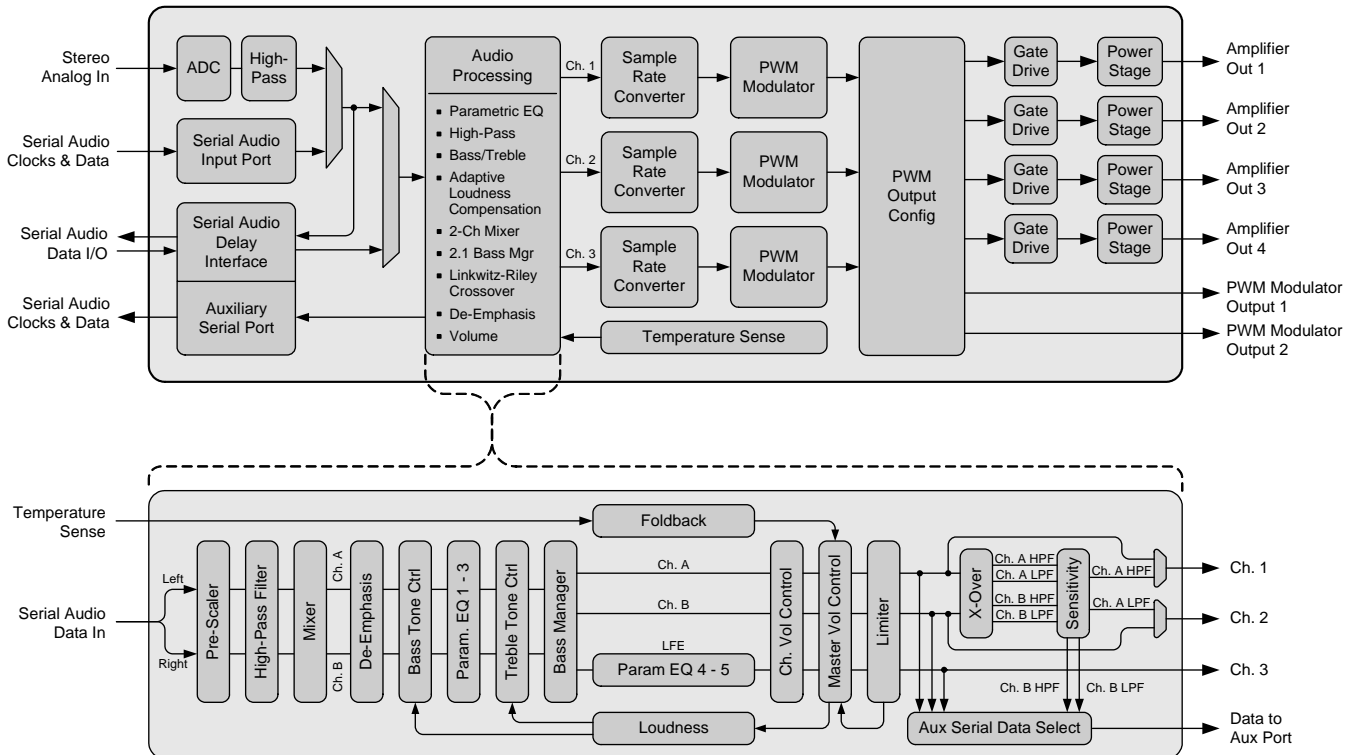 Stereo
Analog In
ADC
High-
Pass
Serial Audio
Clocks & Data
Serial Audio
Input Port
Serial Audio
Data I/O
Serial Audio
Delay
Interface
Serial Audio
Clocks & Data
Auxiliary
Serial Port
Audio
Processing
▪ Parametric EQ
▪ High-Pass
▪ Bass/Treble
▪ Adaptive
Loudness
Compensation
▪ 2-Ch Mixer
▪ 2.1 Bass Mgr
▪ Linkwitz-Riley
Crossover
▪ De-Emphasis
▪ Volume
Ch. 1
Sample
Rate
Converter
PWM
Modulator
Ch. 2
Sample
Rate
Converter
PWM
Modulator
Ch. 3
Sample
Rate
Converter
PWM
Modulator
Temperature Sense
PWM
Output
Config
Gate
Drive
Power
Stage
Amplifier
Out 1
Gate
Drive
Power
Stage
Amplifier
Out 2
Gate
Drive
Power
Stage
Amplifier
Out 3
Gate
Drive
Power
Stage
Amplifier
Out 4
PWM Modulator
Output 1
PWM Modulator
Output 2
Temperature
Sense
Foldback
Serial Audio
Data In
Left
Right
Pre-Scaler
High-Pass Filter
Mixer
Ch. A
Ch. B
De-Emphasis
Bass Tone Ctrl
Param. EQ 1 - 3
Treble Tone Ctrl
Bass Manager
Ch. A
Ch. B
LFE
Param EQ 4 - 5
Loudness
Ch. Vol Control
Master Vol Control
Limiter
X-Over
Ch. A HPF
Ch. A LPF
Ch. B HPF
Ch. B LPF
Sensitivity
Ch. A HPF
Ch. A LPF
Ch. B HPF
Ch. B LPF
Aux Serial Data Select
Ch. 1
Ch. 2
Ch. 3
Data to
Aux Port